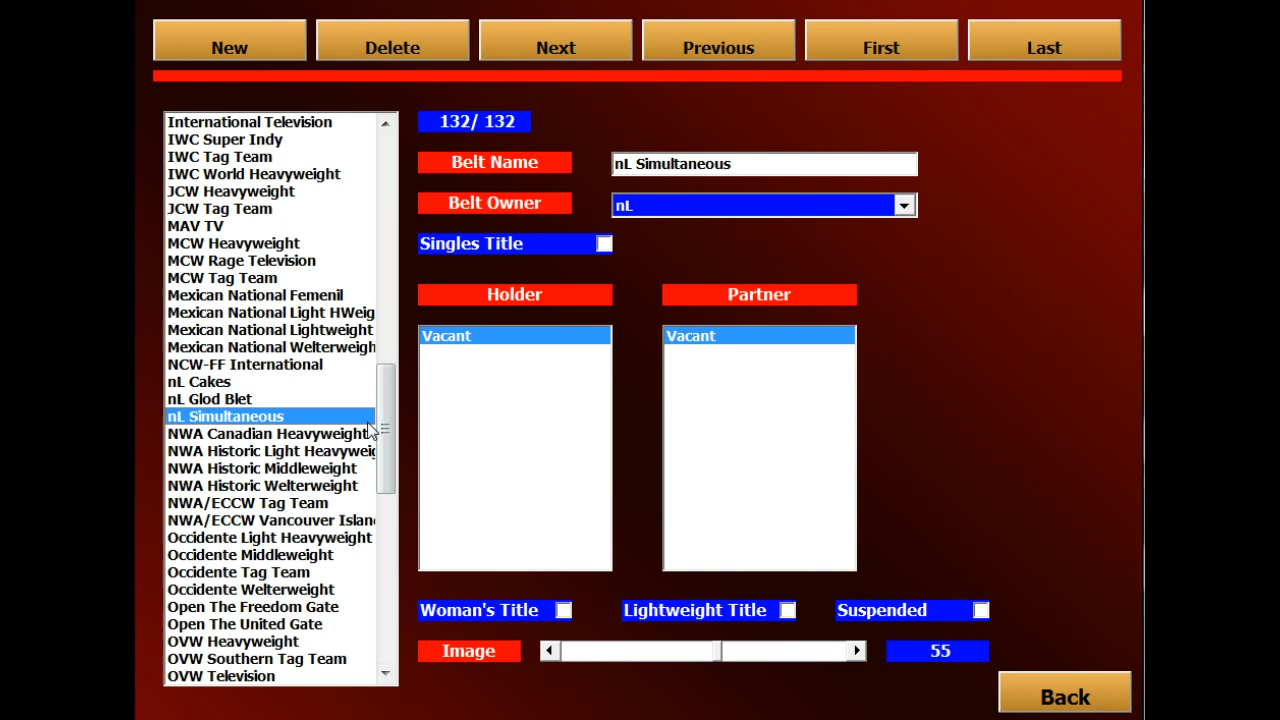 New
Delete
Next
Previous
First
Last
International Television
IWC Super Indy
IWC Tag Team
IWC World Heavyweight
JCW Heavyweight
JCW Tag Team
MAV TV
MCW Heavyweight
MCW Rage Television
MCW Tag Team
Mexican National Femenil
Mexican National Light HWeig
Mexican National Lightweight
Mexican National Welterweigh
NCW-FF International
nL Cakes
nL Glod Blet
nL Simultaneous
NWA Canadian Heavyweight
NWA Historic Light Heavyweig
NWA Historic Middleweight
NWA Historic Welterweight
NWA/ECCW Tag Team
NWA/ECCW Vancouver Islan
Occidente Light Heavyweight
Occidente Middleweight
Occidente Tag Team
Occidente Welterweight
Open The Freedom Gate
Open The United Gate
OVW Heavyweight
OVW Southern Tag Team
OVW Television
132/ 132
Belt Name
nL Simultaneous
Belt Owner
nL
Singles Title
Holder
Partner
Vacant
Vacant
Woman's Title
Lightweight Title
Suspended
Image
55
Back